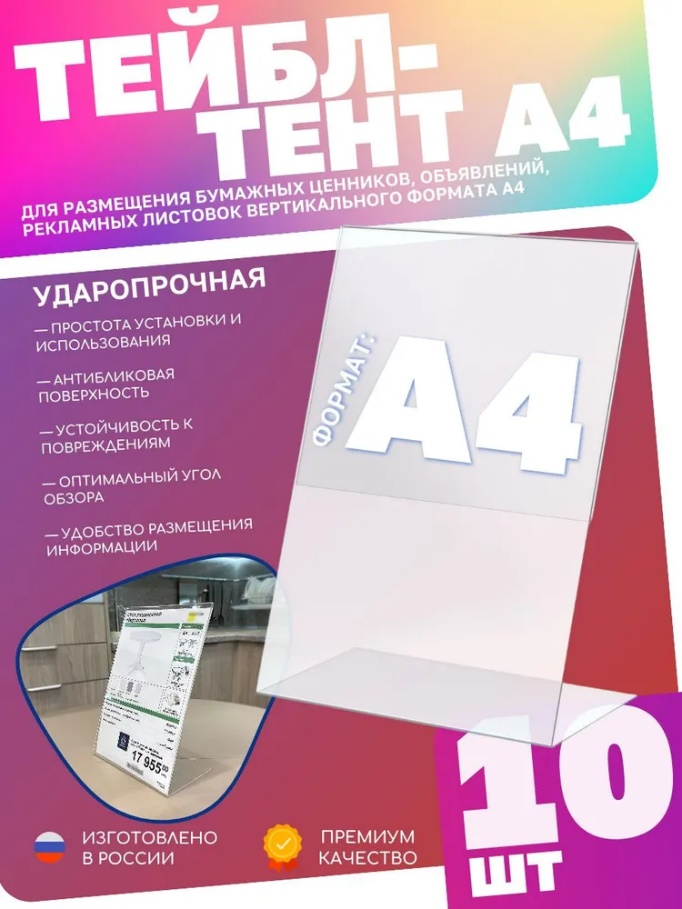 ТЕЙБЛ-
ТЕНТ А4
ДЛЯ РАЗМЕЩЕНИЯ БУМАЖНЫХ ЦЕННИКОВ, ОБЪЯВЛЕНИЙ,
РЕКЛАМНЫХ ЛИСТОВОК ВЕРТИКАЛЬНОГО ФОРМАТА А4
УДАРОПРОЧНАЯ
— ПРОСТОТА УСТАНОВКИ И
ИСПОЛЬЗОВАНИЯ
— АНТИБЛИКОВАЯ
ПОВЕРХНОСТЬ
— УСТОЙЧИВОСТЬ К
ПОВРЕЖДЕНИЯМ
— ОПТИМАЛЬНЫЙ УГОЛ
ОБЗОРА
— УДОБСТВО РАЗМЕЩЕНИЯ
ИНФОРМАЦИИ
ФОРМАТ:
А4
17 955
10
ШТ
ИЗГОТОВЛЕНО
В РОССИИ
ПРЕМИУМ
КАЧЕСТВО